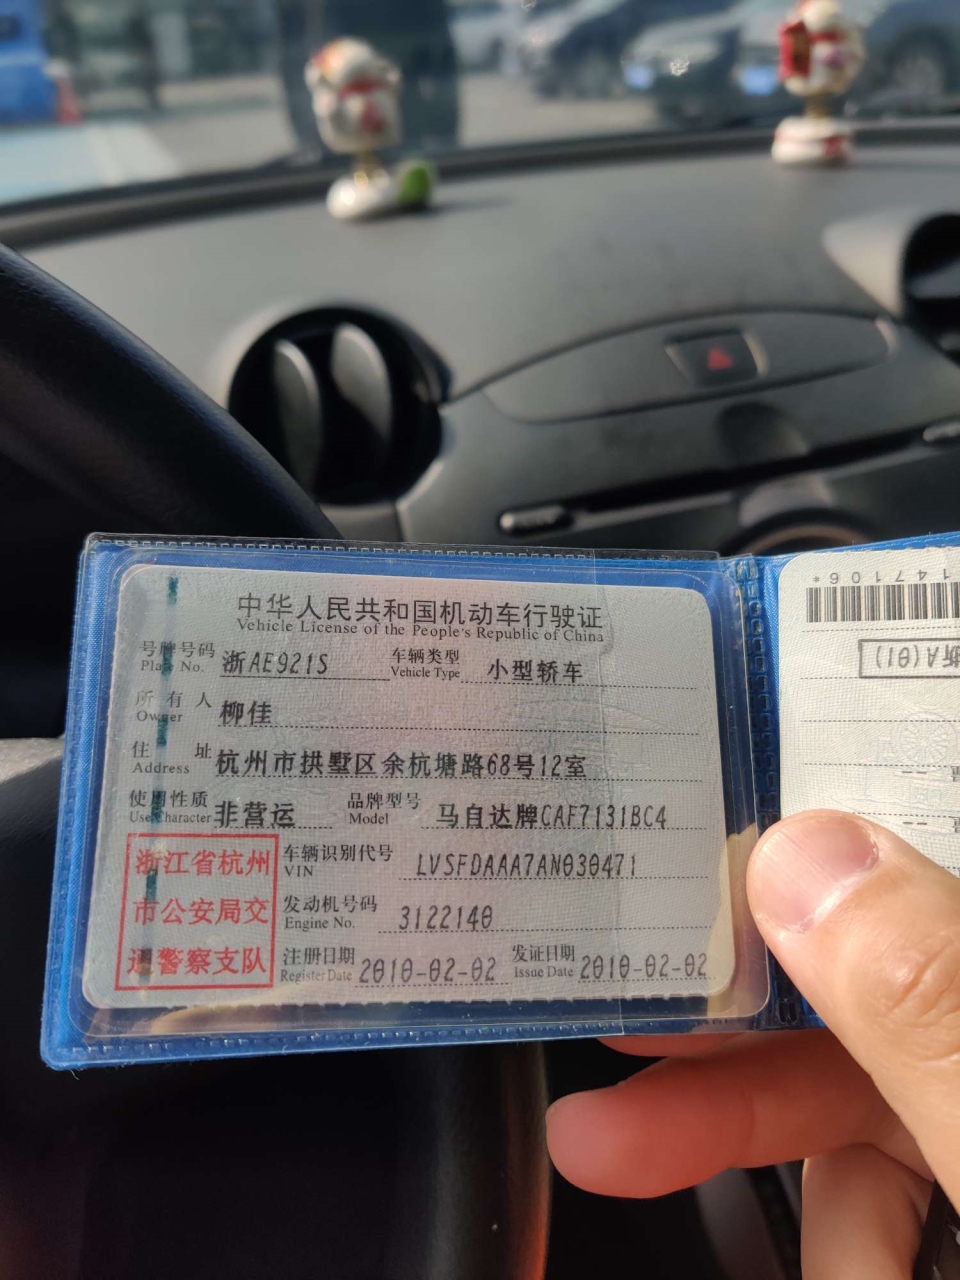 中华人民共和国机动车行驶证
Vehicle License of the People's Republic of China
号牌号码 浙AE921S 车辆类型 小型轿车
Plate No. Vehicle Type
所有人 柳佳
Owner
住址 杭州市拱墅区余杭塘路68号12室
Address
使用性质 非营运 品牌型号 马自达牌CAF7131BC4
Use Character Model
浙江省杭州
市公安局交
通警察支队
车辆识别代号 LVSFDAAA7AN030471
VIN
发动机号码 3122140
Engine No.
注册日期 2010-02-02 发证日期 2010-02-02
Register Date Issue Date
147106*
浙A(01)